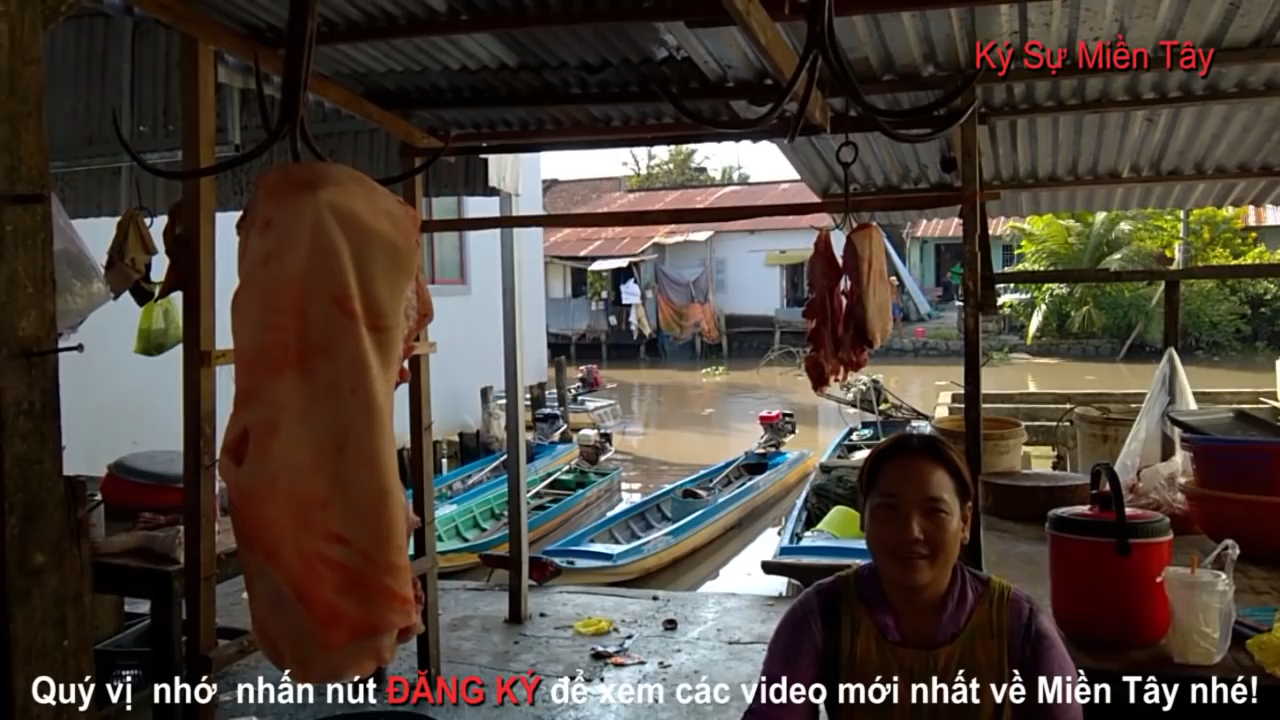 Ký Sự Miền Tây
Quý vị nhớ nhấn nút ĐĂNG KÝ để xem các video mới nhất về Miền Tây nhé!